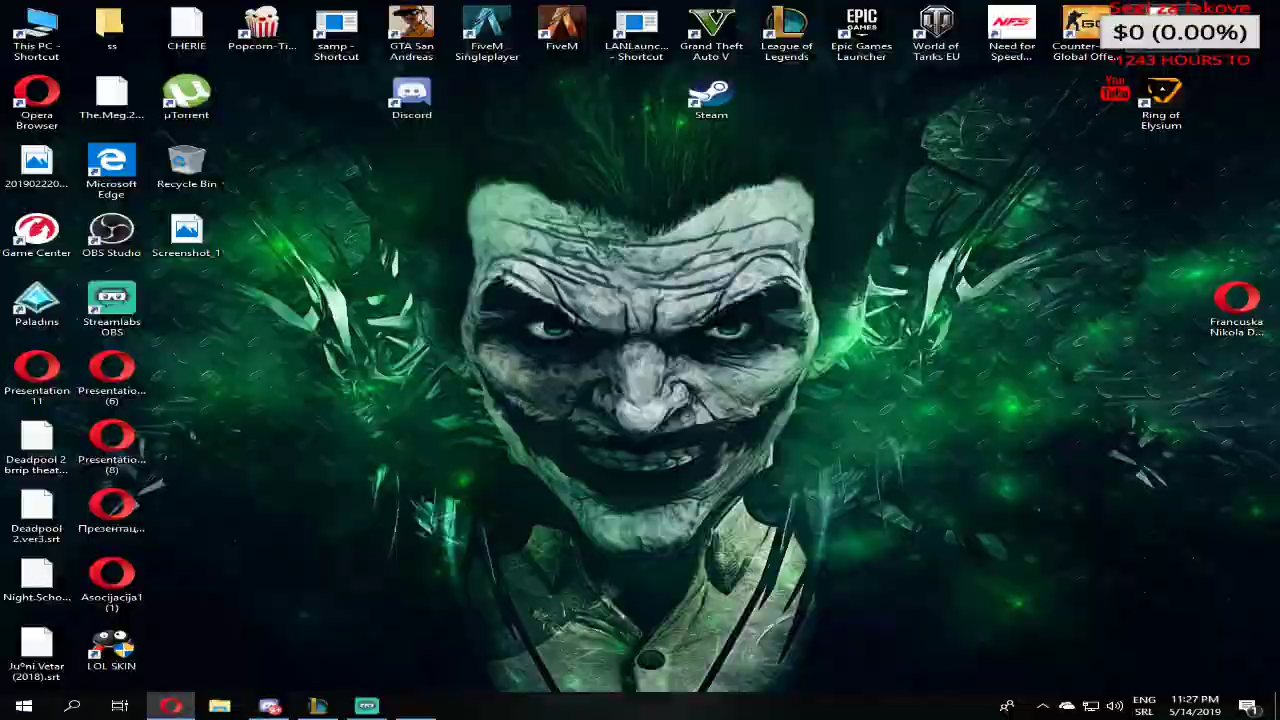 This PC -
Shortcut
ss
CHERIE
Popcorn-Ti...
samp -
Shortcut
GTA San
Andreas
FiveM
FiveM
LANLaunc...
- Shortcut
Grand Theft
Auto V
League of
Legends
EPIC
GAMES
Epic Games
Launcher
World of
Tanks EU
NFS
Need for
Speed...
Counter-
Global Offe...
$0 (0.00%)
1243 HOURS TO
Opera
Browser
The.Meg.2...
µTorrent
Discord
Steam
You
Tube
Ring of
Elysium
201902220...
Microsoft
Edge
Recycle Bin
Game Center
OBS Studio
Screenshot_1
Paladins
Streamlabs
OBS
Francuska
Nikola D...
Presentation
11
Presentatio...
(6)
Deadpool 2
brrip theat...
Presentatio...
(8)
Deadpool
2.ver3.srt
Презентац...
Night.Scho...
Asocijacija1
(1)
(2018).srt
LOL SKIN
ENG
SRL
11:27 PM
5/14/2019
1